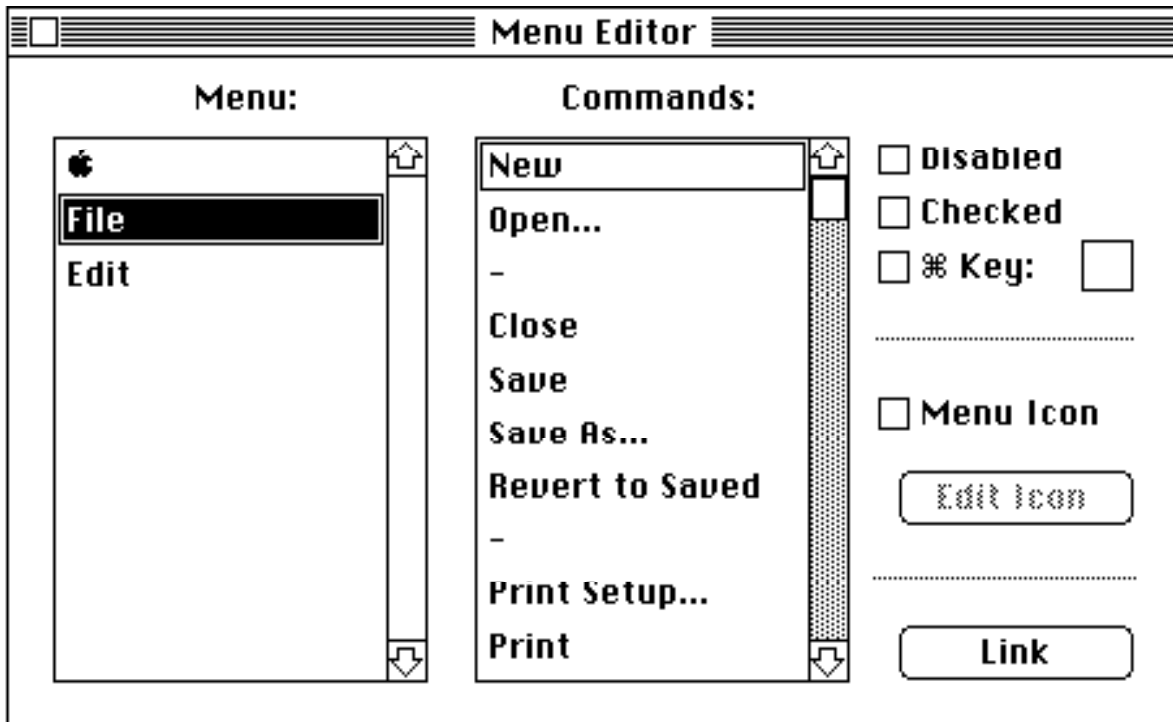 Menu Editor
Menu:
File
Edit
Commands:
New
Open...
-
Close
Save
Save As...
Revert to Saved
-
Print Setup...
Print
Disabled
Checked
⌘ Key:
Menu Icon
Edit Icon
Link